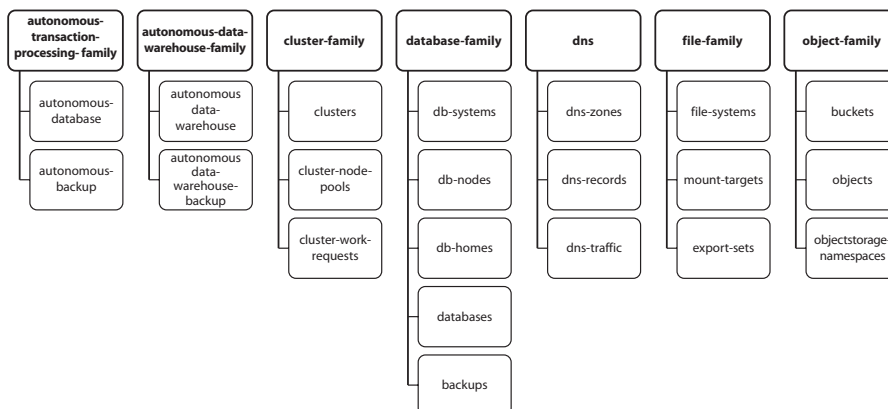 autonomous-
transaction-
processing- family
autonomous-
database
autonomous-
backup
autonomous-data-
warehouse-family
autonomous
data-
warehouse
autonomous
data-
warehouse-
backup
cluster-family
clusters
cluster-node-
pools
cluster-work-
requests
database-family
db-systems
db-nodes
db-homes
databases
backups
dns
dns-zones
dns-records
dns-traffic
file-family
file-systems
mount-targets
export-sets
object-family
buckets
objects
objectstorage-
namespaces